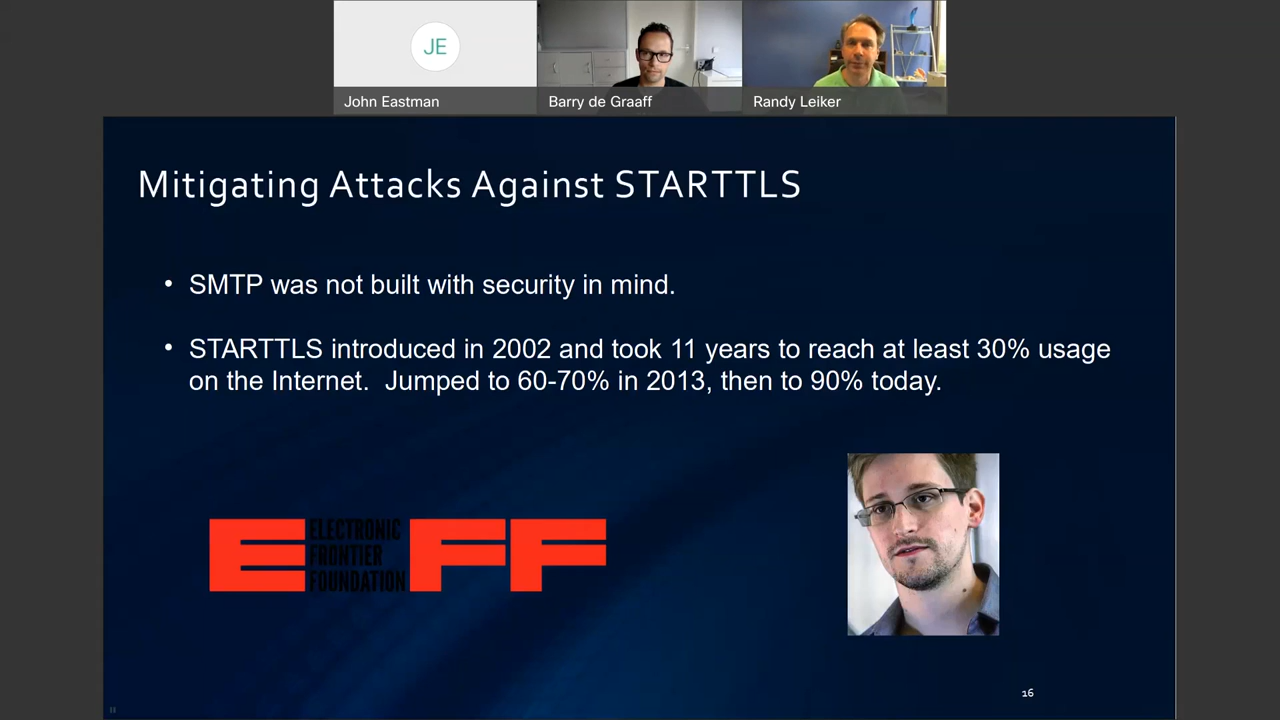 JE
John Eastman
Barry de Graaff
Randy Leiker
Mitigating Attacks Against STARTTLS
• SMTP was not built with security in mind.
• STARTTLS introduced in 2002 and took 11 years to reach at least 30% usage
on the Internet.  Jumped to 60-70% in 2013, then to 90% today.
EFF
ELECTRONIC
FRONTIER
FOUNDATION
16